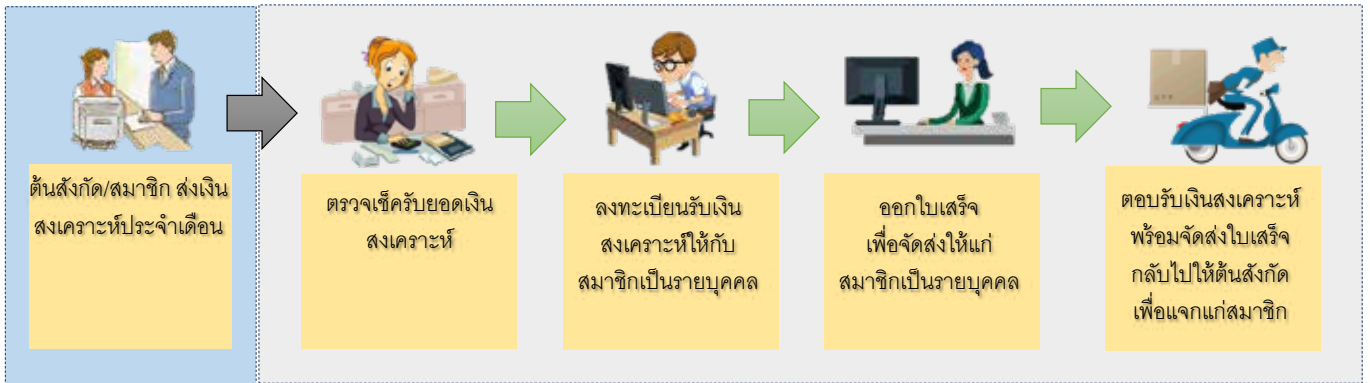 ต้นสังกัด/สมาชิก ส่งเงิน
สงเคราะห์ประจำเดือน
ตรวจเช็ครับยอดเงิน
สงเคราะห์
ลงทะเบียนรับเงิน
สงเคราะห์ให้กับ
สมาชิกเป็นรายบุคคล
ออกใบเสร็จ
เพื่อจัดส่งให้แก่
สมาชิกเป็นรายบุคคล
ตอบรับเงินสงเคราะห์
พร้อมจัดส่งใบเสร็จ
กลับไปให้ต้นสังกัด
เพื่อแจกแก่สมาชิก